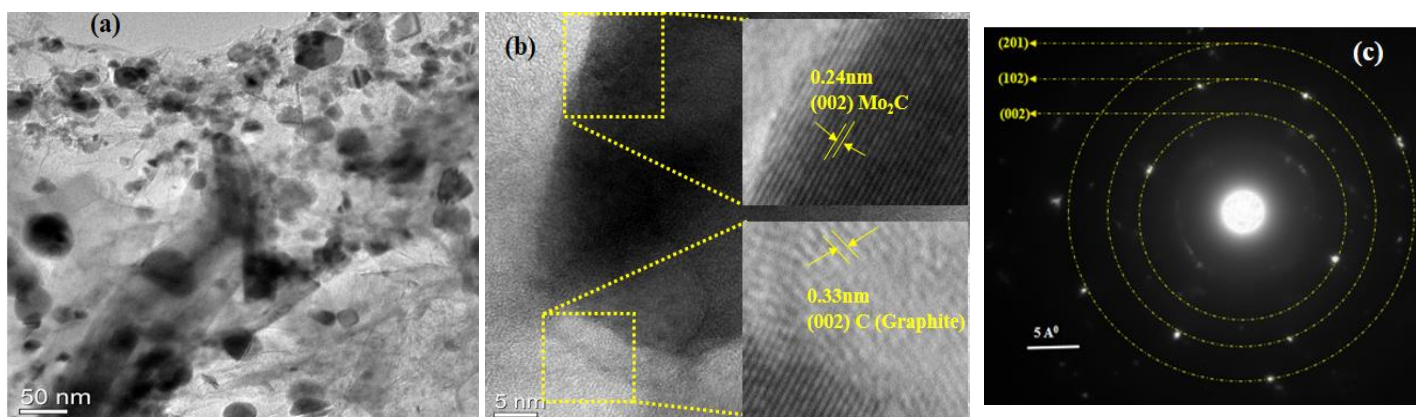 (a)
50 nm
(b)
0.24nm
(002) Mo₂C
0.33nm
(002) C (Graphite)
5 nm
(c)
(201)
(102)
(002)
5 A⁰